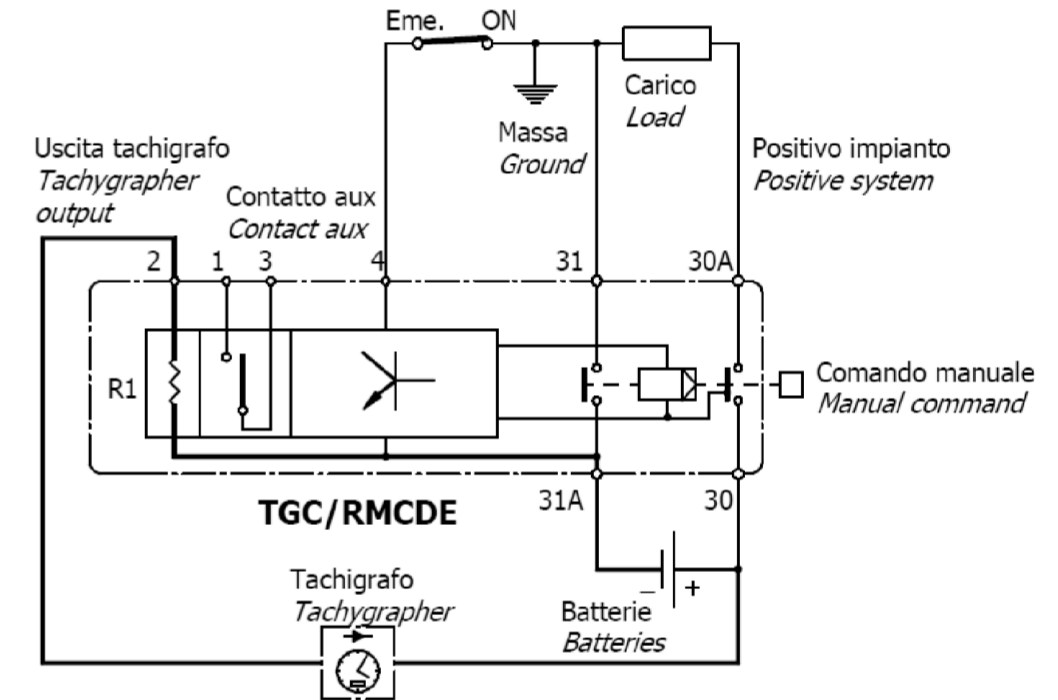 Eme. ON
Carico
Load
Massa
Ground
Positivo impianto
Positive system
Uscita tachigrafo
Tachygrapher
output
Contatto aux
Contact aux
2 1 3 4 31 30A
R1
Comando manuale
Manual command
31A 30
TGC/RMCDE
Tachigrafo
Tachygrapher
− +
Batterie
Batteries